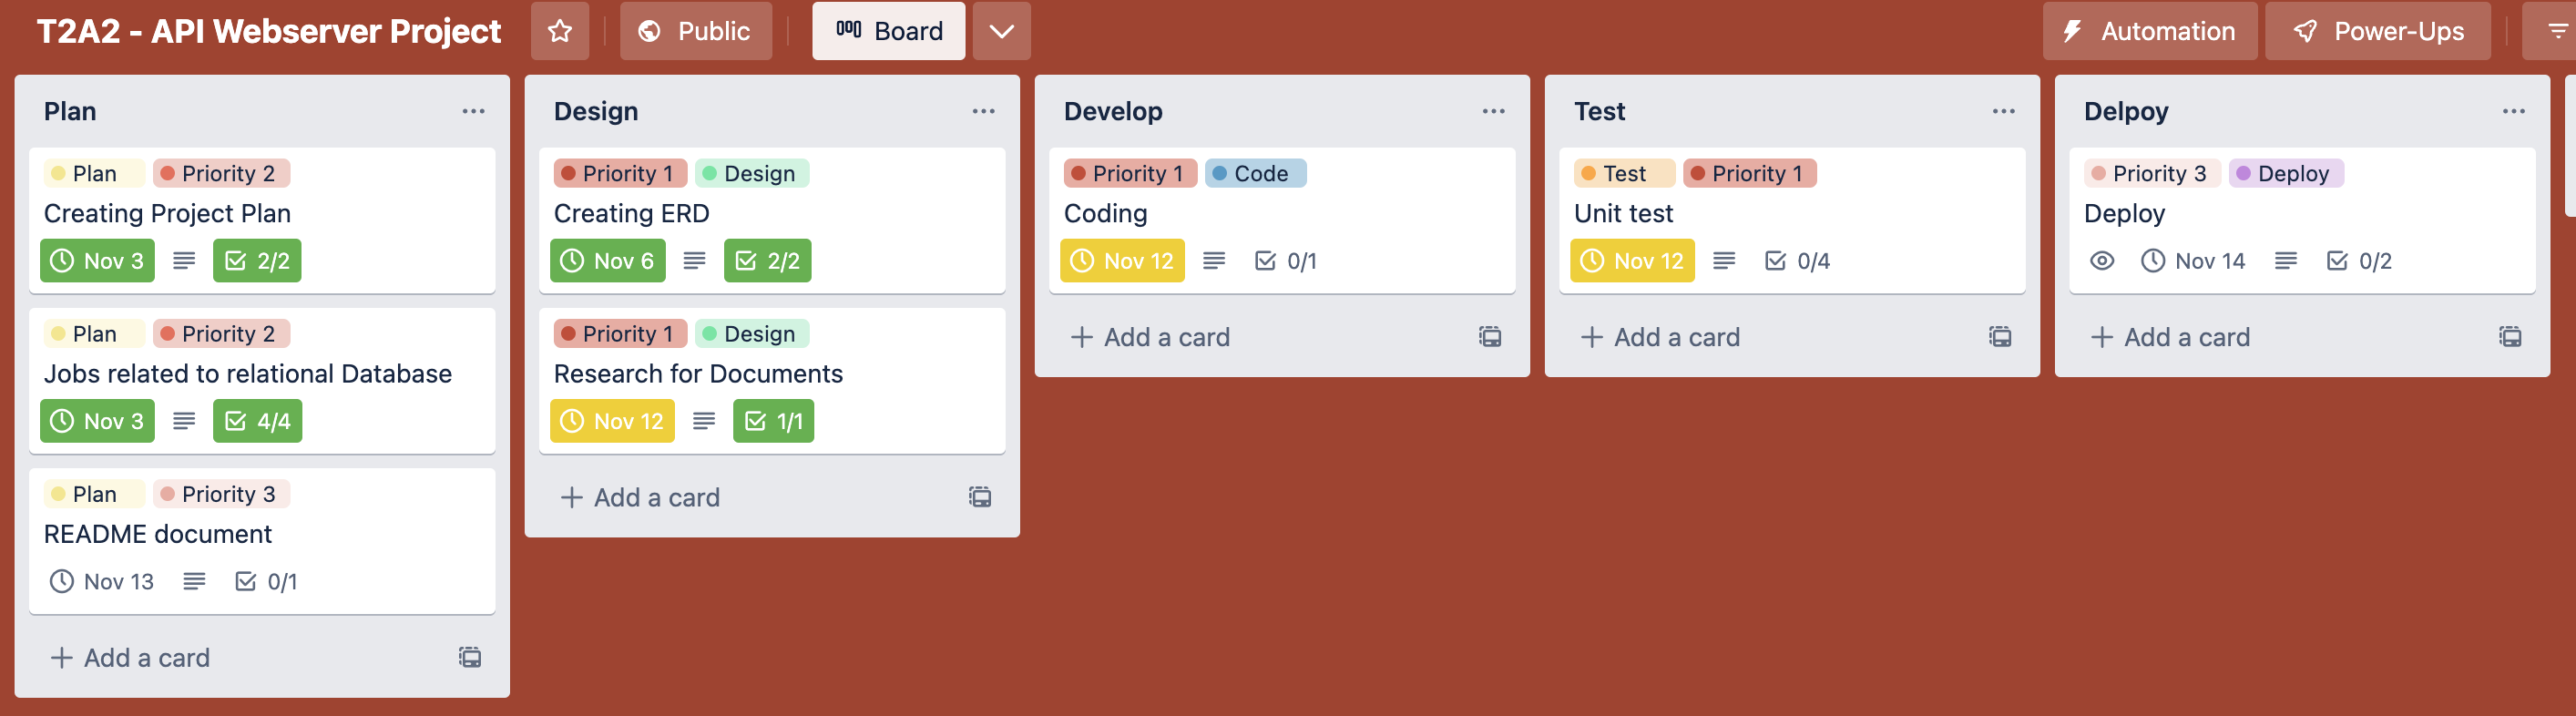 T2A2 - API Webserver Project
Public
Board
Automation
Power-Ups
Plan
Plan Priority 2
Creating Project Plan
Nov 3 2/2
Plan Priority 2
Jobs related to relational Database
Nov 3 4/4
Plan Priority 3
README document
Nov 13 0/1
Add a card
Design
Priority 1 Design
Creating ERD
Nov 6 2/2
Priority 1 Design
Research for Documents
Nov 12 1/1
Add a card
Develop
Priority 1 Code
Coding
Nov 12 0/1
Add a card
Test
Test Priority 1
Unit test
Nov 12 0/4
Add a card
Delpoy
Priority 3 Deploy
Deploy
Nov 14 0/2
Add a card